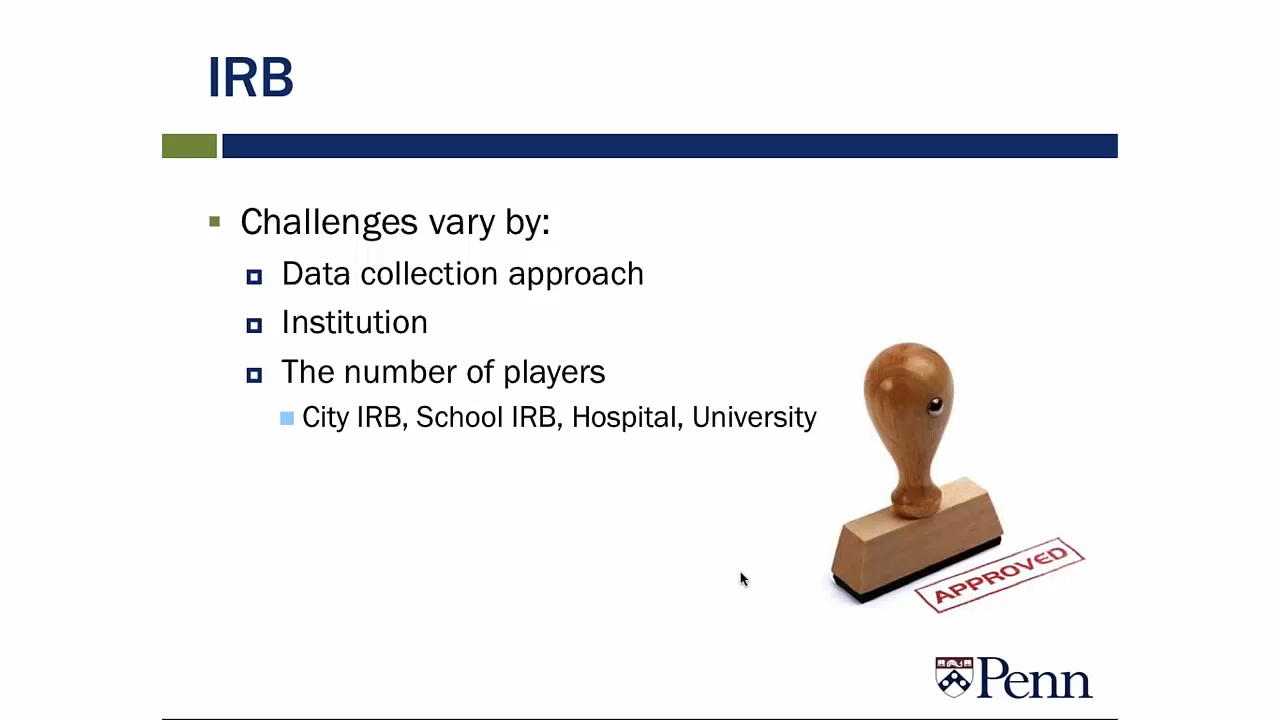 IRB
Challenges vary by:
Data collection approach
Institution
The number of players
City IRB, School IRB, Hospital, University
APPROVED
Penn